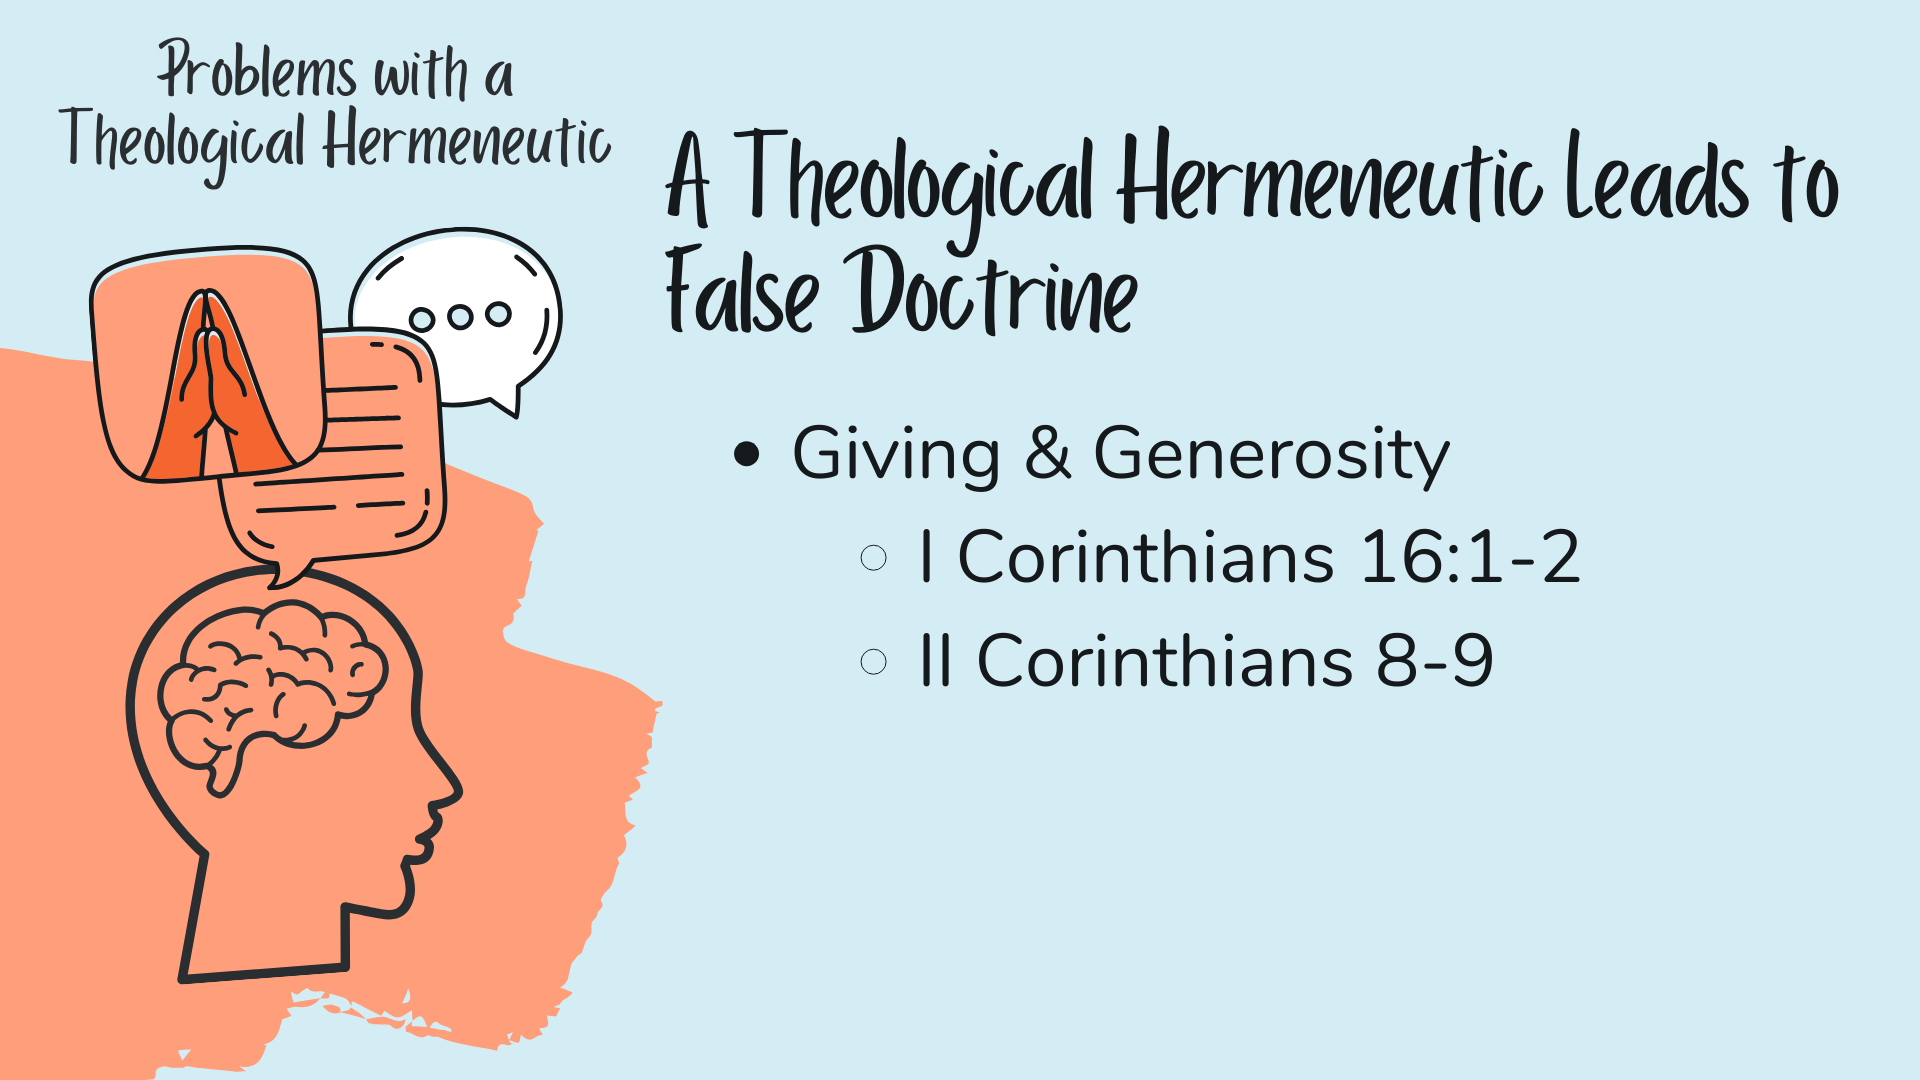 Problems with a
Theological Hermeneutic
A Theological Hermeneutic Leads to
False Doctrine
• Giving & Generosity
○ I Corinthians 16:1-2
○ II Corinthians 8-9